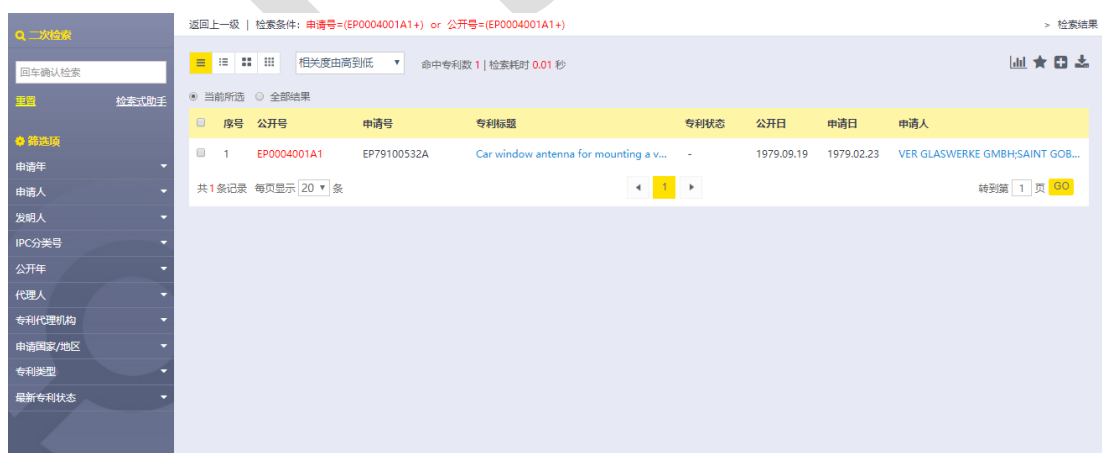 二次检索
回车确认检索
重置 检索式助手
筛选项
申请年
申请人
发明人
IPC分类号
公开年
代理人
专利代理机构
申请国家/地区
专利类型
最新专利状态
返回上一级 | 检索条件: 申请号=(EP0004001A1+) or 公开号=(EP0004001A1+) > 检索结果
相关度由高到低 命中专利数 1 | 检索耗时 0.01 秒
当前所选 全部结果
序号 公开号 申请号 专利标题 专利状态 公开日 申请日 申请人
1 EP0004001A1 EP79100532A Car window antenna for mounting a v... - 1979.09.19 1979.02.23 VER GLASWERKE GMBH;SAINT GOB...
共1条记录 每页显示 20 条 1 转到第 1 页 GO